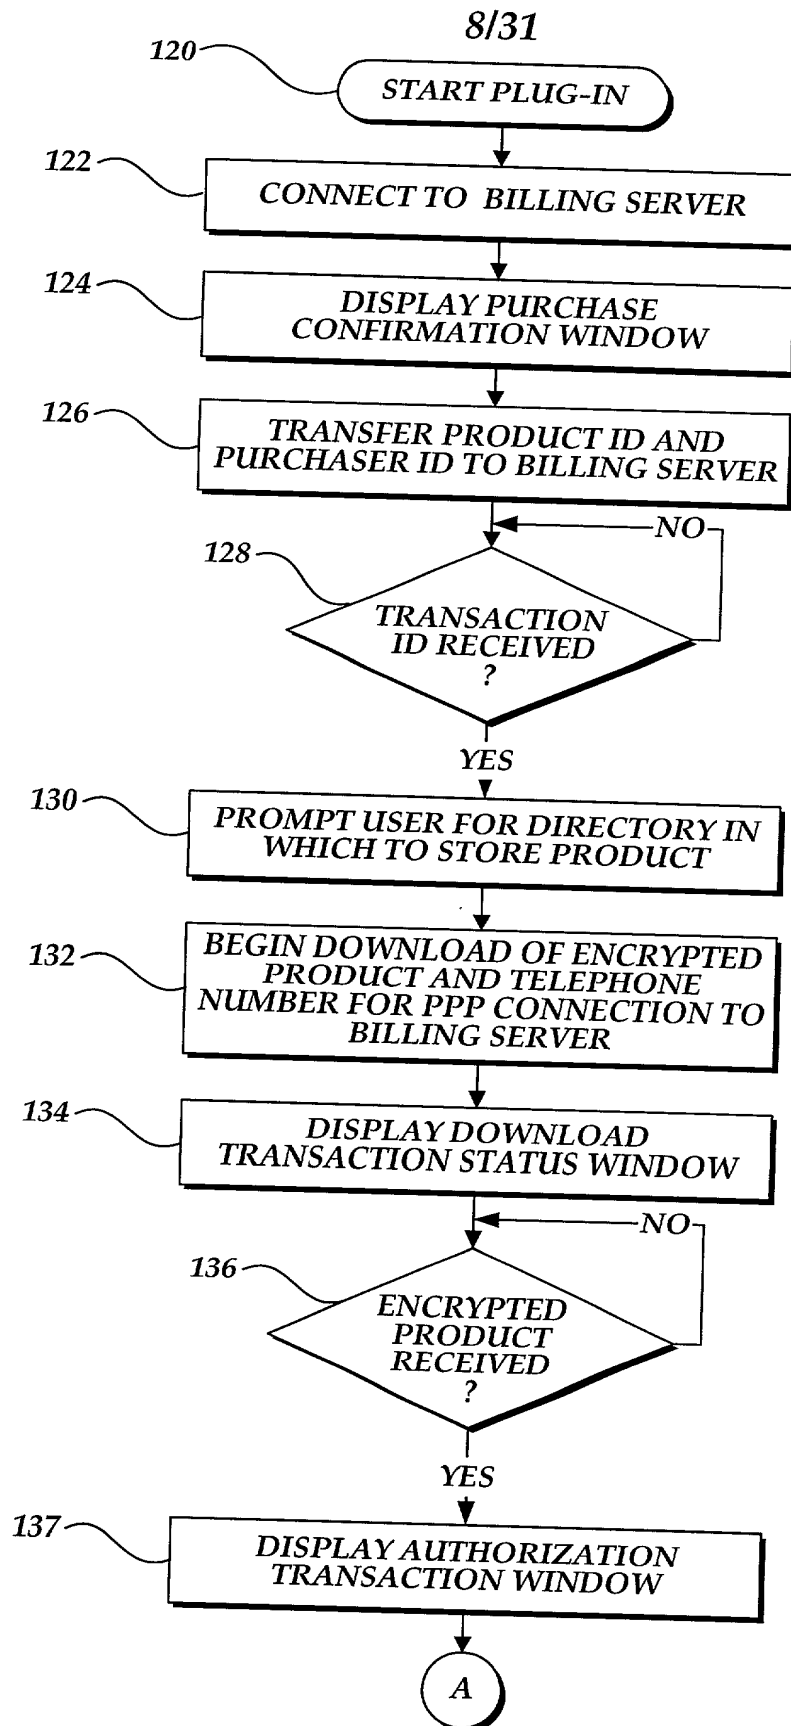 8/31
120
START PLUG-IN
122
CONNECT TO BILLING SERVER
124
DISPLAY PURCHASE
CONFIRMATION WINDOW
126
TRANSFER PRODUCT ID AND
PURCHASER ID TO BILLING SERVER
NO
128
TRANSACTION
ID RECEIVED
?
YES
130
PROMPT USER FOR DIRECTORY IN
WHICH TO STORE PRODUCT
132
BEGIN DOWNLOAD OF ENCRYPTED
PRODUCT AND TELEPHONE
NUMBER FOR PPP CONNECTION TO
BILLING SERVER
134
DISPLAY DOWNLOAD
TRANSACTION STATUS WINDOW
NO
136
ENCRYPTED
PRODUCT
RECEIVED
?
YES
137
DISPLAY AUTHORIZATION
TRANSACTION WINDOW
A